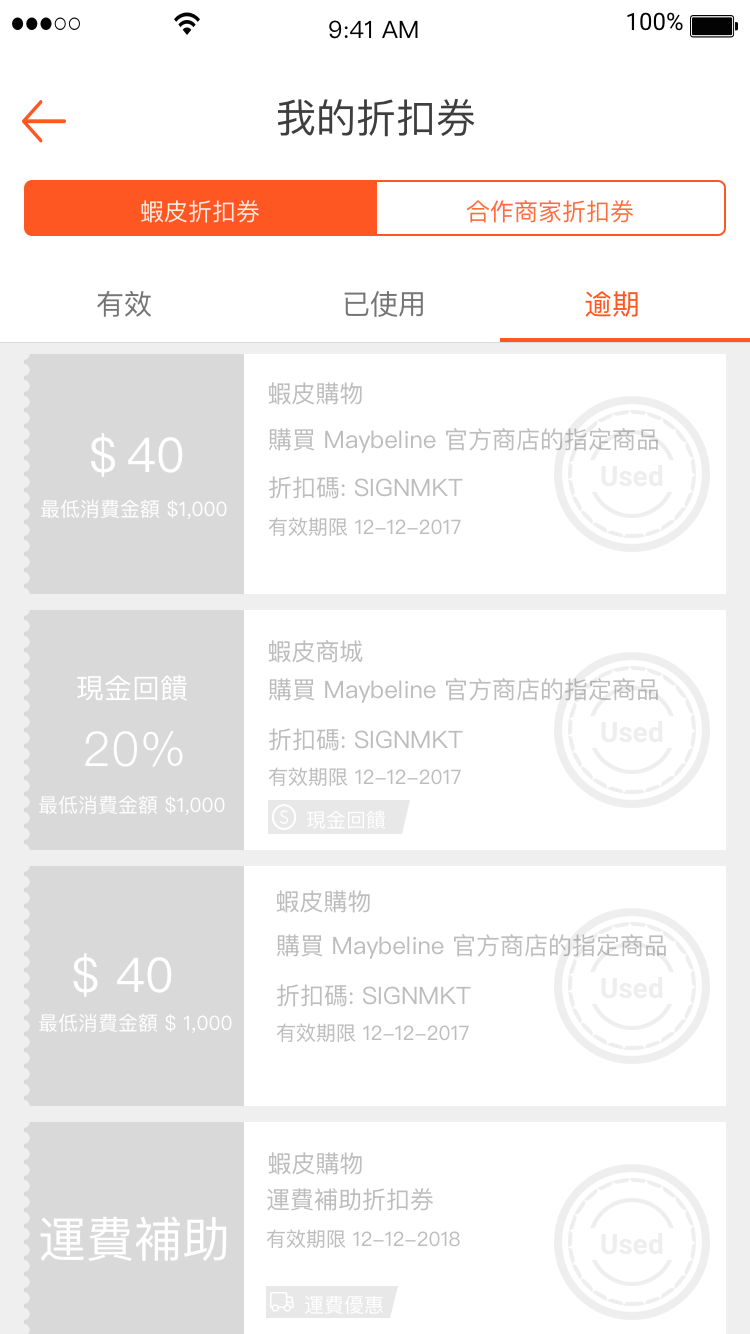 9:41 AM
100%
我的折扣券
蝦皮折扣券
合作商家折扣券
有效
已使用
逾期
$ 40
最低消費金額 $1,000
蝦皮購物
購買 Maybeline 官方商店的指定商品
折扣碼: SIGNMKT
有效期限 12-12-2017
Used
現金回饋
20%
最低消費金額 $1,000
蝦皮商城
購買 Maybeline 官方商店的指定商品
折扣碼: SIGNMKT
有效期限 12-12-2017
現金回饋
Used
$ 40
最低消費金額 $ 1,000
蝦皮購物
購買 Maybeline 官方商店的指定商品
折扣碼: SIGNMKT
有效期限 12-12-2017
Used
運費補助
蝦皮購物
運費補助折扣券
有效期限 12-12-2018
運費優惠
Used